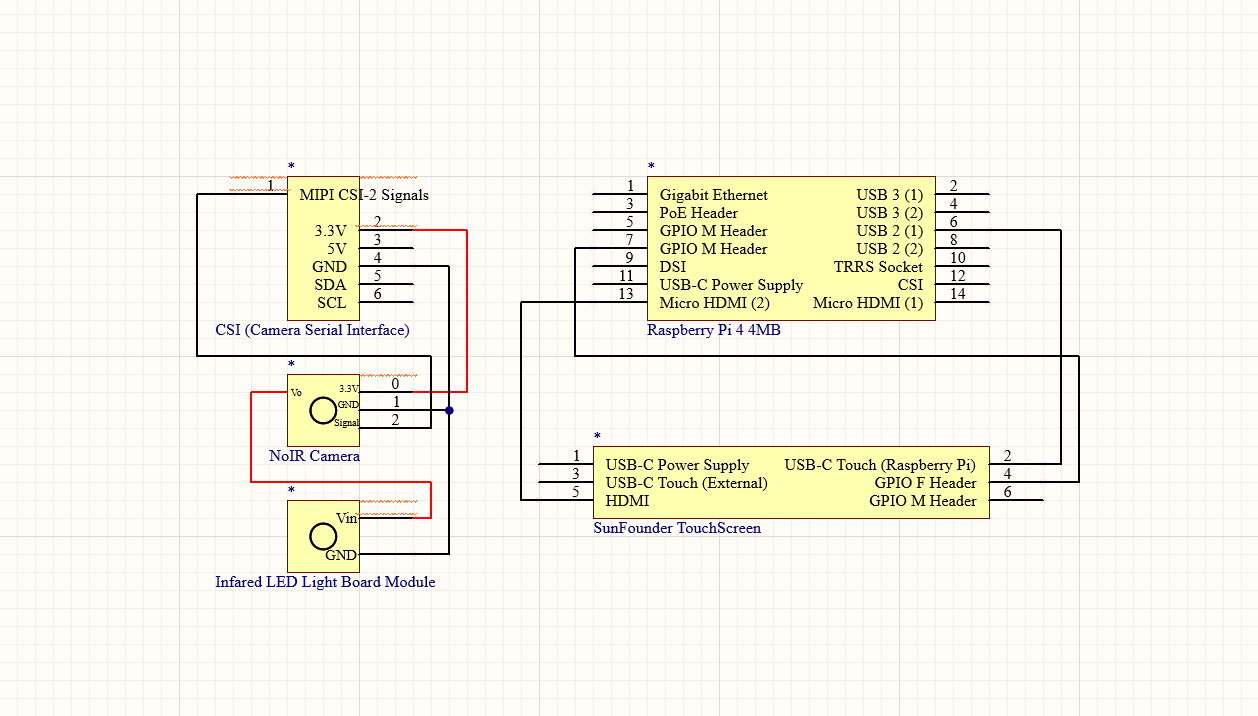 *
1
MIPI CSI-2 Signals
3.3V 2
5V 3
GND 4
SDA 5
SCL 6
CSI (Camera Serial Interface)
*
Vo 3.3V 0
GND 1
Signal 2
NoIR Camera
*
Vin
GND
Infared LED Light Board Module
*
1 Gigabit Ethernet USB 3 (1) 2
3 PoE Header USB 3 (2) 4
5 GPIO M Header USB 2 (1) 6
7 GPIO M Header USB 2 (2) 8
9 DSI TRRS Socket 10
11 USB-C Power Supply CSI 12
13 Micro HDMI (2) Micro HDMI (1) 14
Raspberry Pi 4 4MB
*
1 USB-C Power Supply USB-C Touch (Raspberry Pi) 2
3 USB-C Touch (External) GPIO F Header 4
5 HDMI GPIO M Header 6
SunFounder TouchScreen